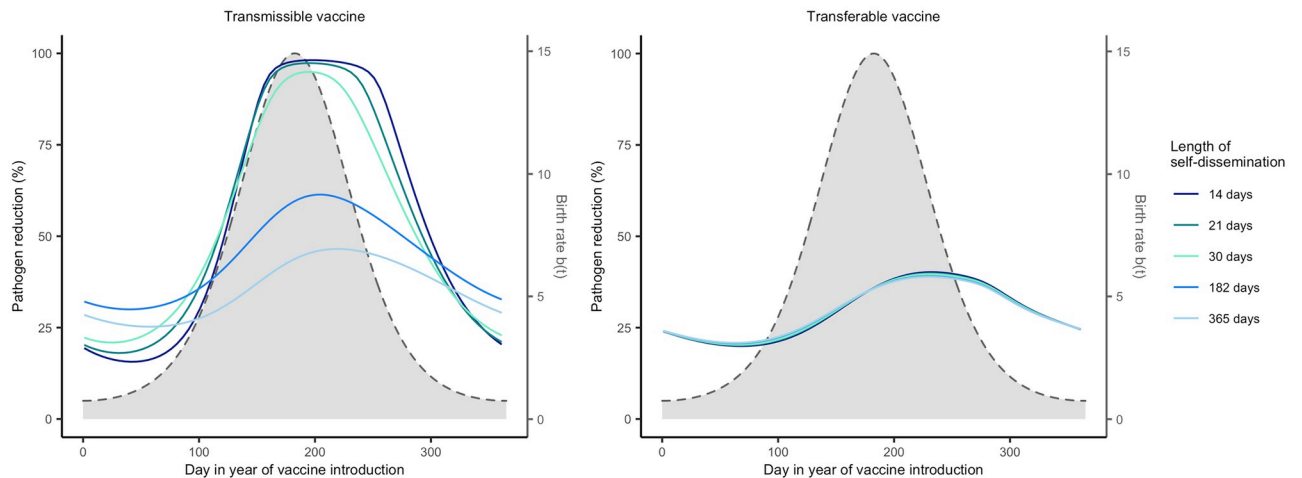 Transmissible vaccine
100
75
50
25
0
Pathogen reduction (%)
15
10
5
0
Birth rate b(t)
0
100
200
300
Day in year of vaccine introduction
Transferable vaccine
100
75
50
25
0
Pathogen reduction (%)
15
10
5
0
Birth rate b(t)
0
100
200
300
Day in year of vaccine introduction
Length of
self-dissemination
14 days
21 days
30 days
182 days
365 days